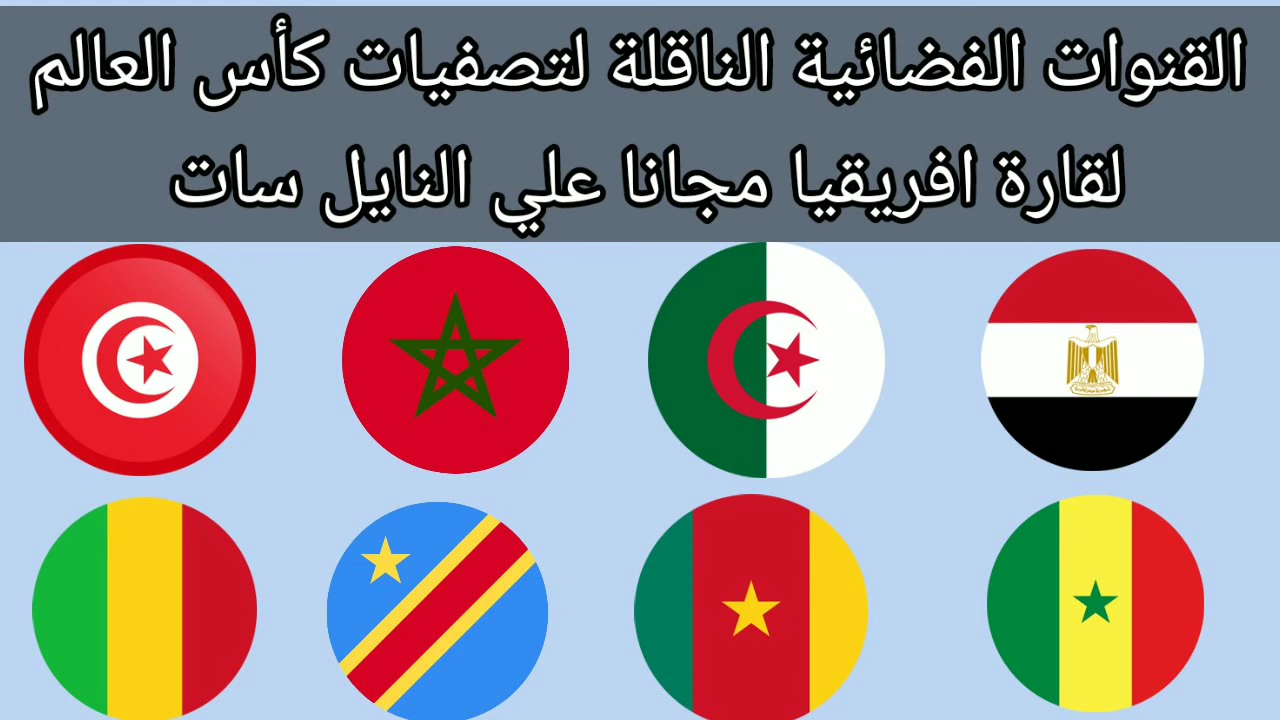 القنوات الفضائية الناقلة لتصفيات كأس العالم
لقارة افريقيا مجانا علي النايل سات